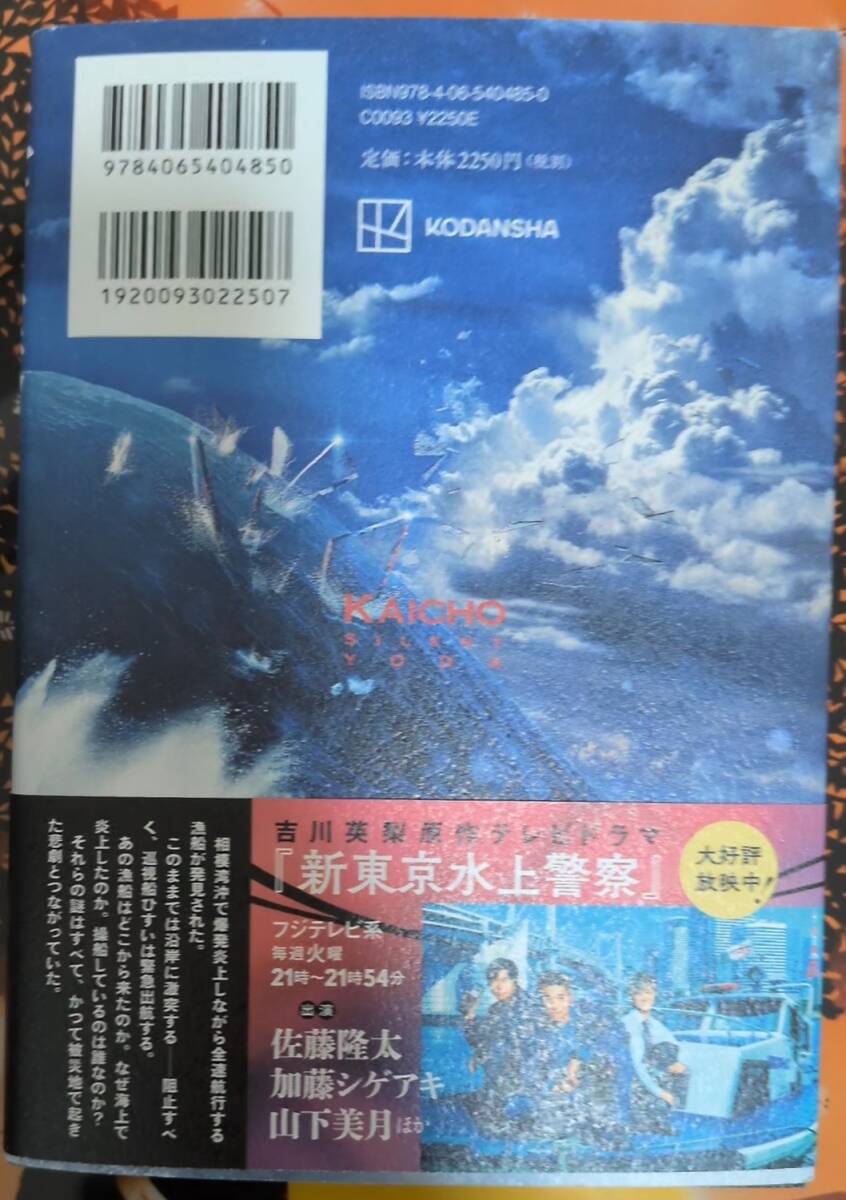 9784065404850
1920093022507
ISBN978-4-06-540485-0
C0093 ¥2250E
定価:本体2250円(税別)
KODANSHA
KAICHO
SILENT
吉川英梨原作テレビドラマ
『新東京水上警察』
大好評
放映中!
フジテレビ系
毎週火曜
21時〜21時54分
出演
佐藤隆太
加藤シゲアキ
山下美月ほか
相模湾沖で爆発炎上しながら全速航行する
漁船が発見された。
このままでは沿岸に激突する――阻止すべ
く、巡視船ひすいは緊急出航する。
あの漁船はどこから来たのか。なぜ海上で
炎上したのか。操船しているのは誰なのか?
それらの謎はすべて、かつて被災地で起き
た悲劇とつながっていた。